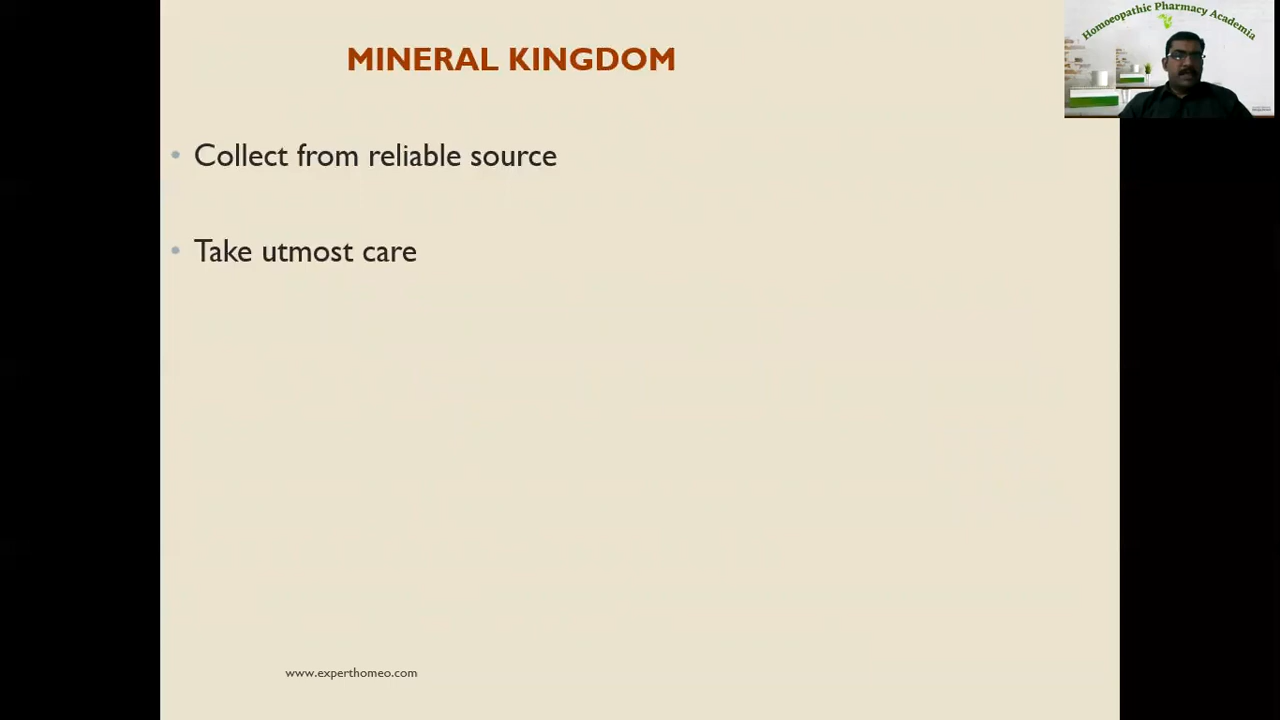 MINERAL KINGDOM
Homoeopathic Pharmacy Academia
• Collect from reliable source
• Take utmost care
www.experthomeo.com